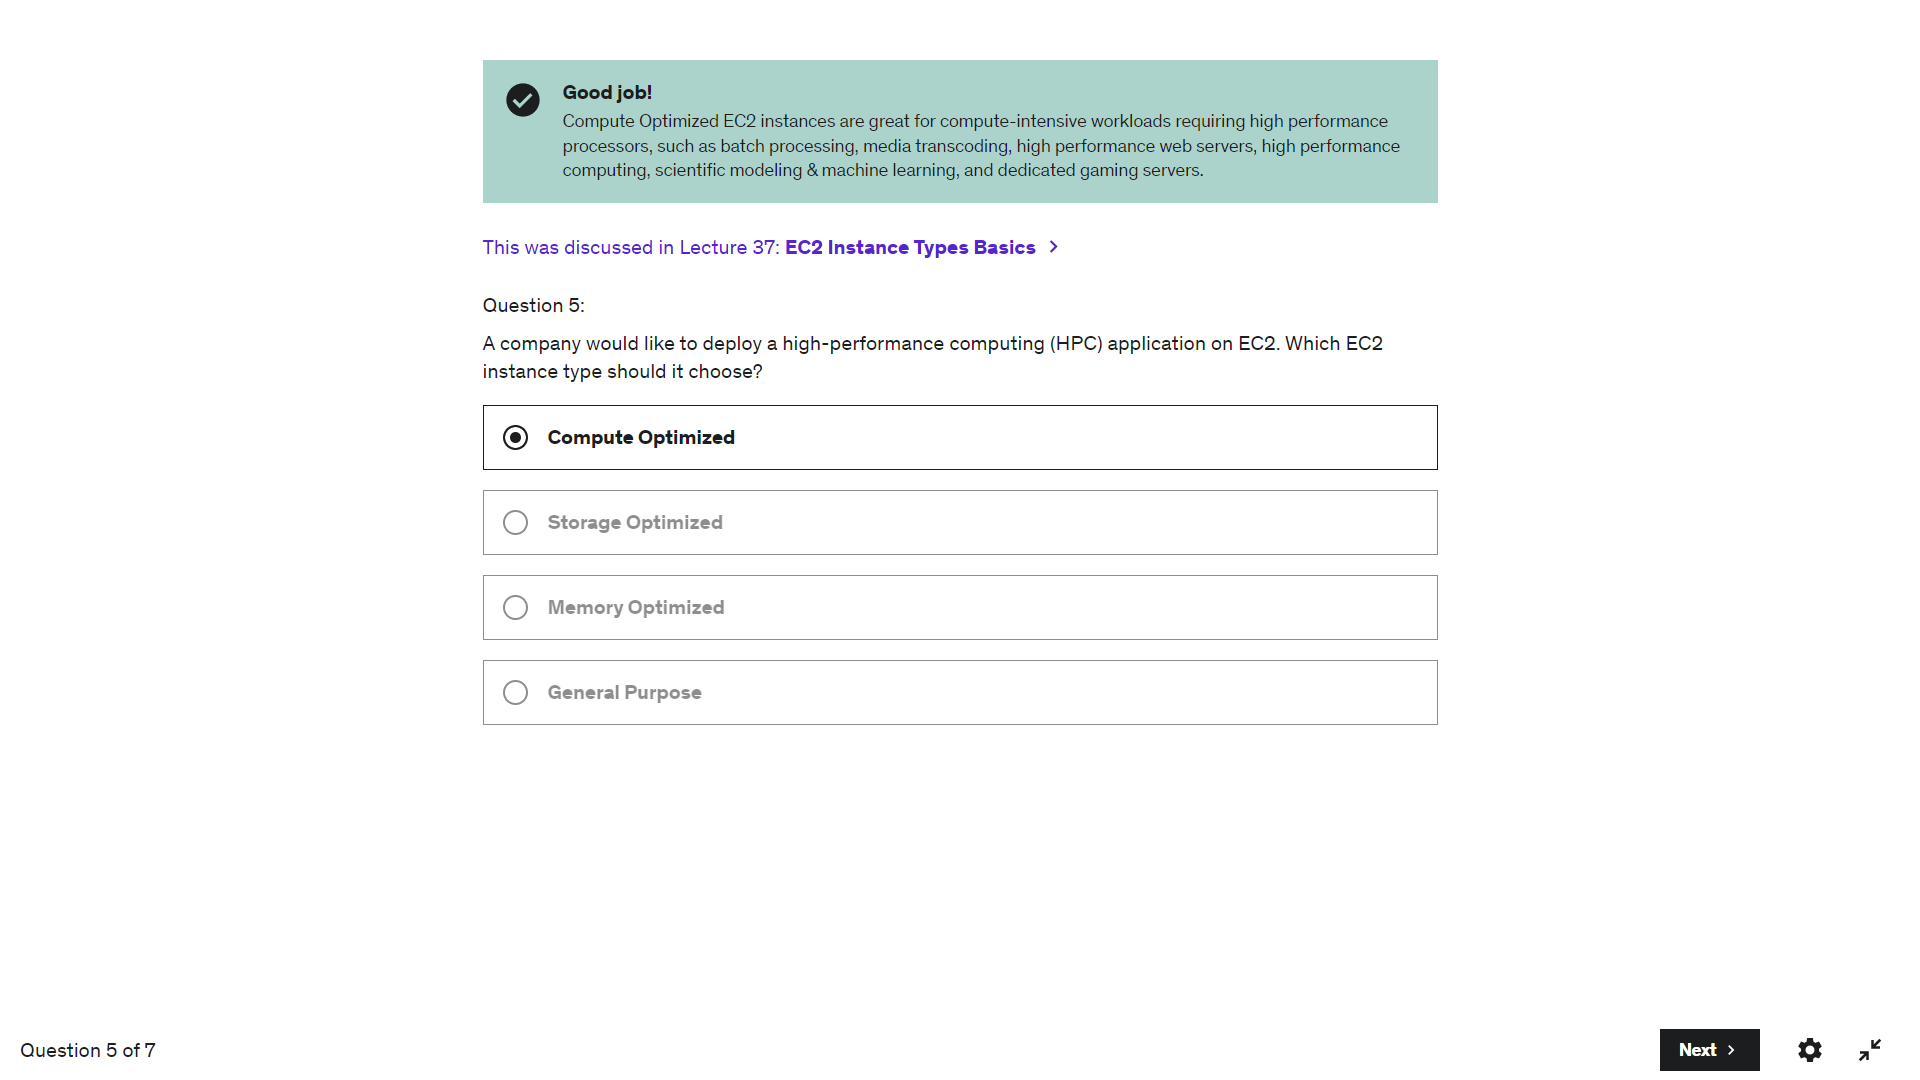 Good job!
Compute Optimized EC2 instances are great for compute-intensive workloads requiring high performance
processors, such as batch processing, media transcoding, high performance web servers, high performance
computing, scientific modeling & machine learning, and dedicated gaming servers.
This was discussed in Lecture 37: EC2 Instance Types Basics
Question 5:
A company would like to deploy a high-performance computing (HPC) application on EC2. Which EC2
instance type should it choose?
Compute Optimized
Storage Optimized
Memory Optimized
General Purpose
Question 5 of 7
Next